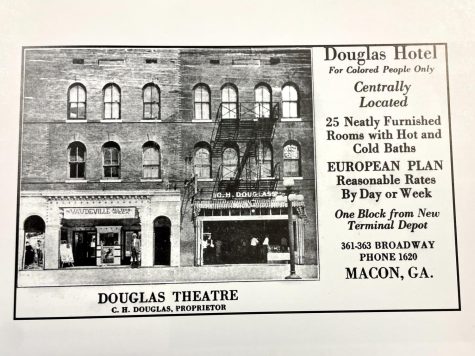 VAUDEVILLE
C. H. DOUGLASS
DOUGLAS THEATRE
C. H. DOUGLAS, PROPRIETOR
Douglas Hotel
For Colored People Only
Centrally
Located
25 Neatly Furnished
Rooms with Hot and
Cold Baths
EUROPEAN PLAN
Reasonable Rates
By Day or Week
One Block from New
Terminal Depot
361-363 BROADWAY
PHONE 1620
MACON, GA.